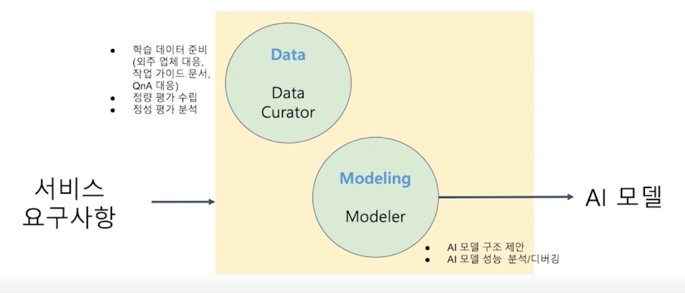 • 학습 데이터 준비
(외주 업체 대응,
작업 가이드 문서,
QnA 대응)
• 정량 평가 수립
• 정성 평가 분석
Data
Data
Curator
서비스
요구사항
Modeling
Modeler
AI 모델
• AI 모델 구조 제안
• AI 모델 성능 분석/디버깅